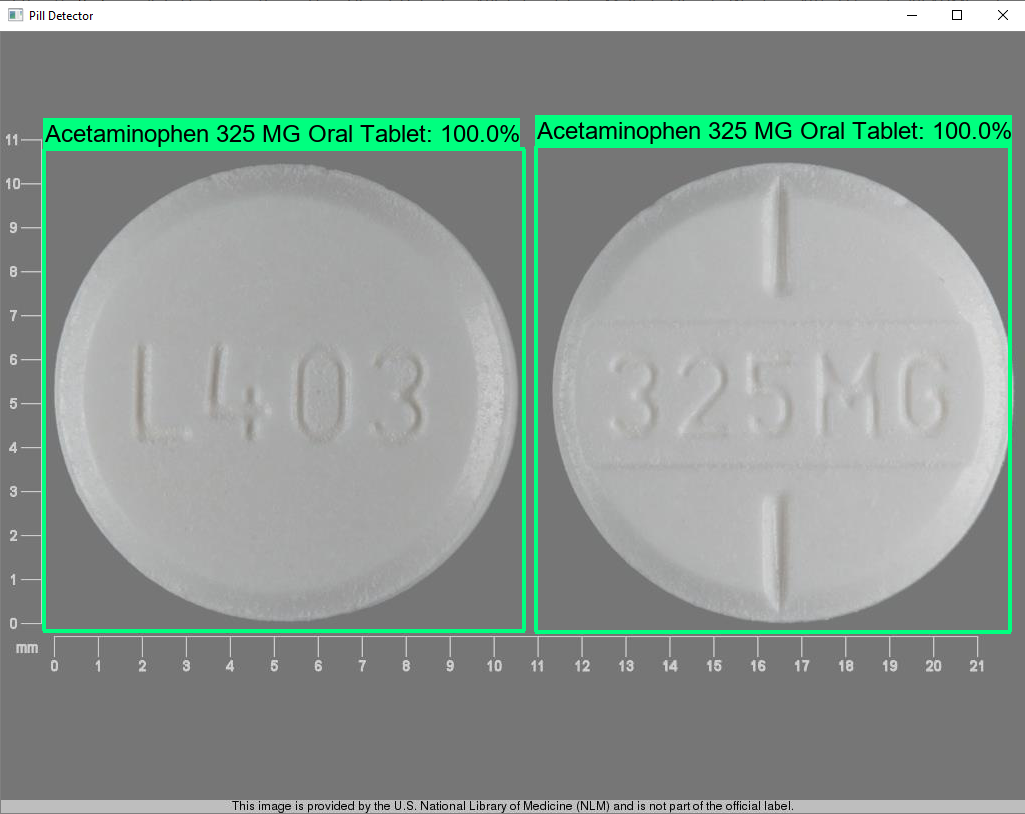 Pill Detector
Acetaminophen 325 MG Oral Tablet: 100.0%
Acetaminophen 325 MG Oral Tablet: 100.0%
11
10
9
8
7
6
5
4
3
2
1
0
L403
325MG
mm
0 1 2 3 4 5 6 7 8 9 10 11 12 13 14 15 16 17 18 19 20 21
This image is provided by the U.S. National Library of Medicine (NLM) and is not part of the official label.